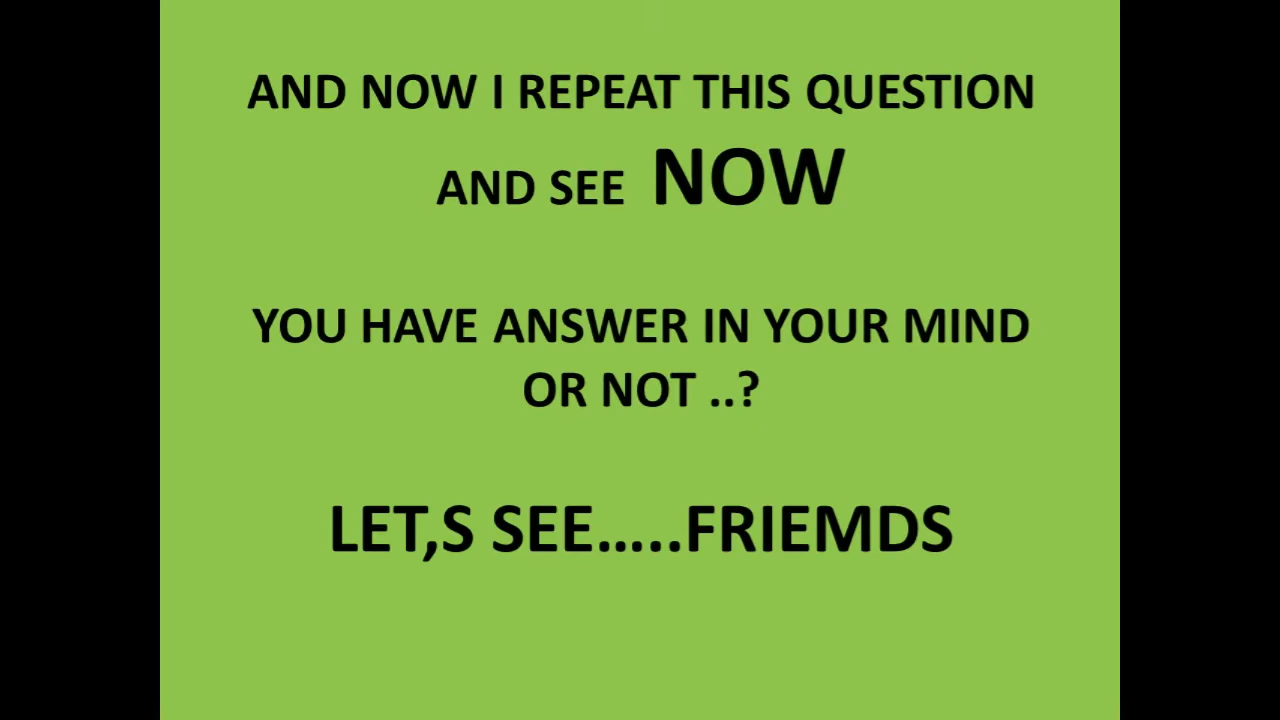 AND NOW I REPEAT THIS QUESTION
AND SEE NOW
YOU HAVE ANSWER IN YOUR MIND
OR NOT ..?
LET,S SEE.....FRIEMDS